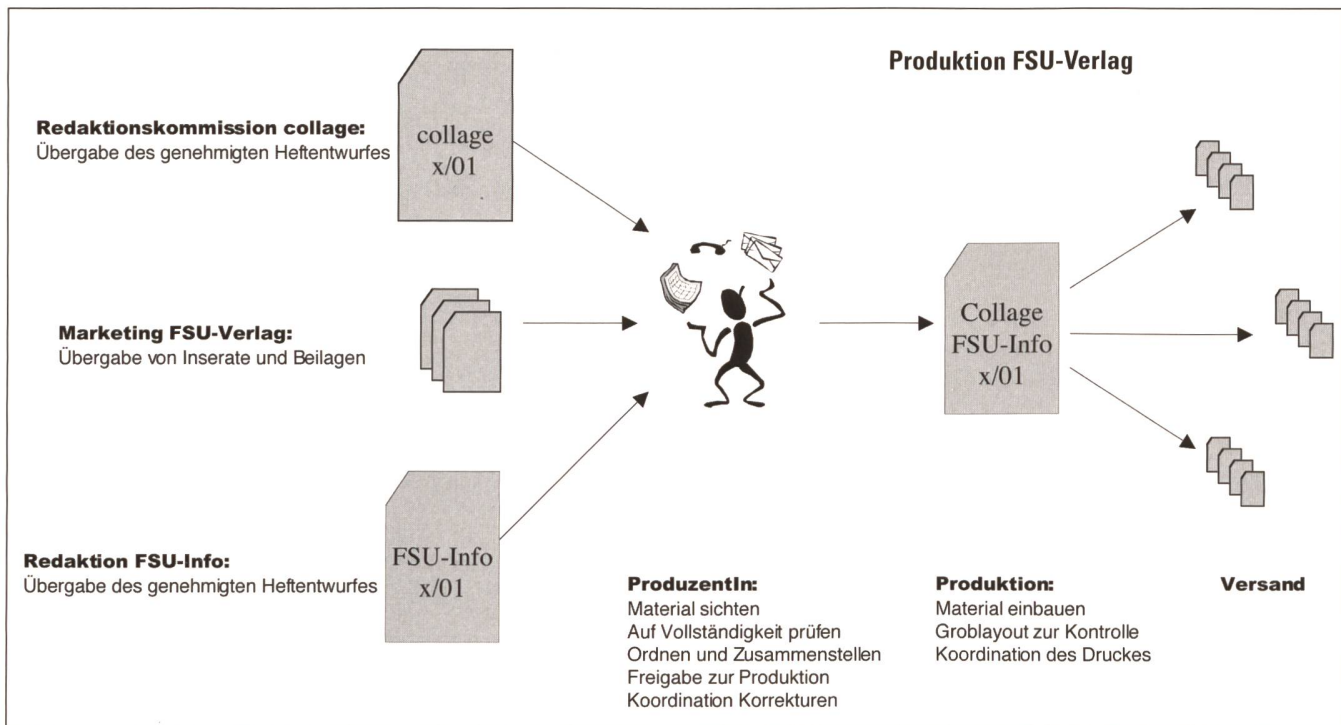 Produktion FSU-Verlag
Redaktionskommission collage:
Übergabe des genehmigten Heftentwurfes
collage
x/01
Marketing FSU-Verlag:
Übergabe von Inserate und Beilagen
Collage
FSU-Info
x/01
Redaktion FSU-Info:
Übergabe des genehmigten Heftentwurfes
FSU-Info
x/01
ProduzentIn:
Material sichten
Auf Vollständigkeit prüfen
Ordnen und Zusammenstellen
Freigabe zur Produktion
Koordination Korrekturen
Produktion:
Material einbauen
Groblayout zur Kontrolle
Koordination des Druckes
Versand